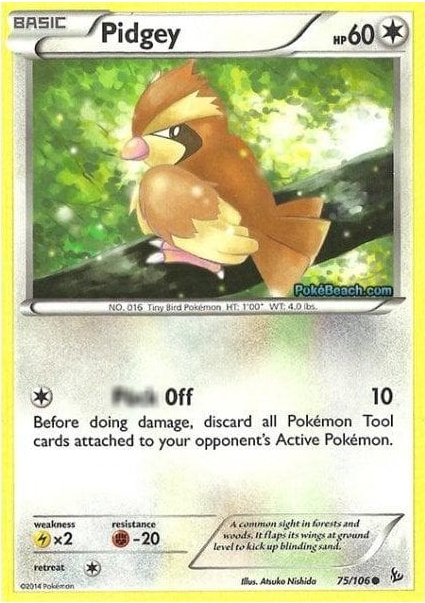 BASIC
Pidgey
HP60
PokéBeach.com
NO. 016 Tiny Bird Pokémon HT: 1'00" WT: 4.0 lbs.
Off 10
Before doing damage, discard all Pokémon Tool
cards attached to your opponent's Active Pokémon.
weakness resistance
×2 -20
A common sight in forests and
woods. It flaps its wings at ground
level to kick up blinding sand.
retreat
Illus. Atsuko Nishida 75/106
©2014 Pokémon